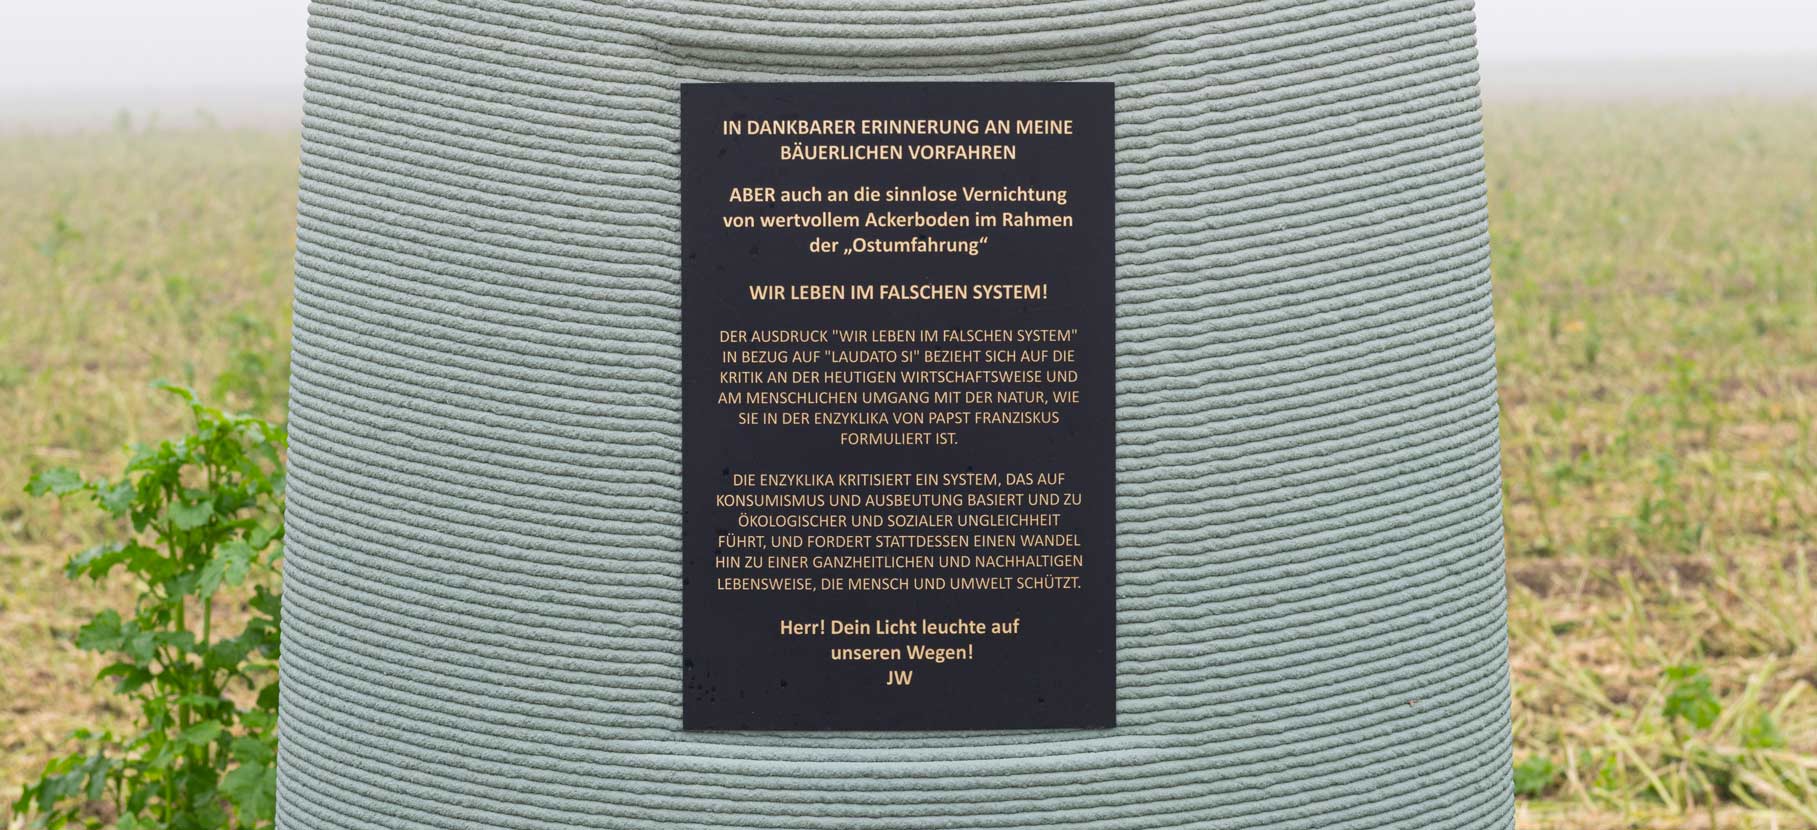 IN DANKBARER ERINNERUNG AN MEINE
BÄUERLICHEN VORFAHREN
ABER auch an die sinnlose Vernichtung
von wertvollem Ackerboden im Rahmen
der „Ostumfahrung“
WIR LEBEN IM FALSCHEN SYSTEM!
DER AUSDRUCK "WIR LEBEN IM FALSCHEN SYSTEM"
IN BEZUG AUF "LAUDATO SI" BEZIEHT SICH AUF DIE
KRITIK AN DER HEUTIGEN WIRTSCHAFTSWEISE UND
AM MENSCHLICHEN UMGANG MIT DER NATUR, WIE
SIE IN DER ENZYKLIKA VON PAPST FRANZISKUS
FORMULIERT IST.
DIE ENZYKLIKA KRITISIERT EIN SYSTEM, DAS AUF
KONSUMISMUS UND AUSBEUTUNG BASIERT UND ZU
ÖKOLOGISCHER UND SOZIALER UNGLEICHHEIT
FÜHRT, UND FORDERT STATTDESSEN EINEN WANDEL
HIN ZU EINER GANZHEITLICHEN UND NACHHALTIGEN
LEBENSWEISE, DIE MENSCH UND UMWELT SCHÜTZT.
Herr! Dein Licht leuchte auf
unseren Wegen!
JW